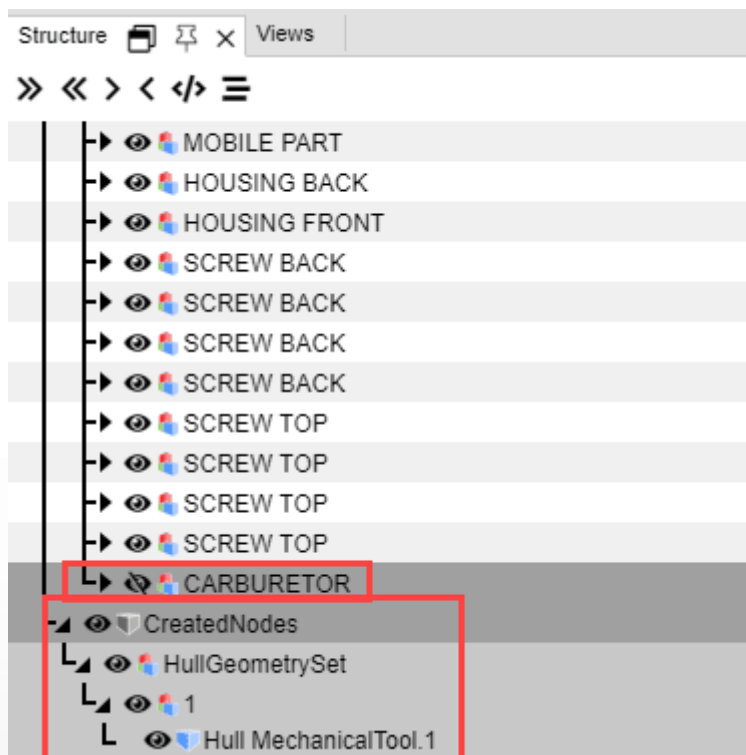 Structure Views
MOBILE PART
HOUSING BACK
HOUSING FRONT
SCREW BACK
SCREW BACK
SCREW BACK
SCREW BACK
SCREW TOP
SCREW TOP
SCREW TOP
SCREW TOP
CARBURETOR
CreatedNodes
HullGeometrySet
1
Hull MechanicalTool.1